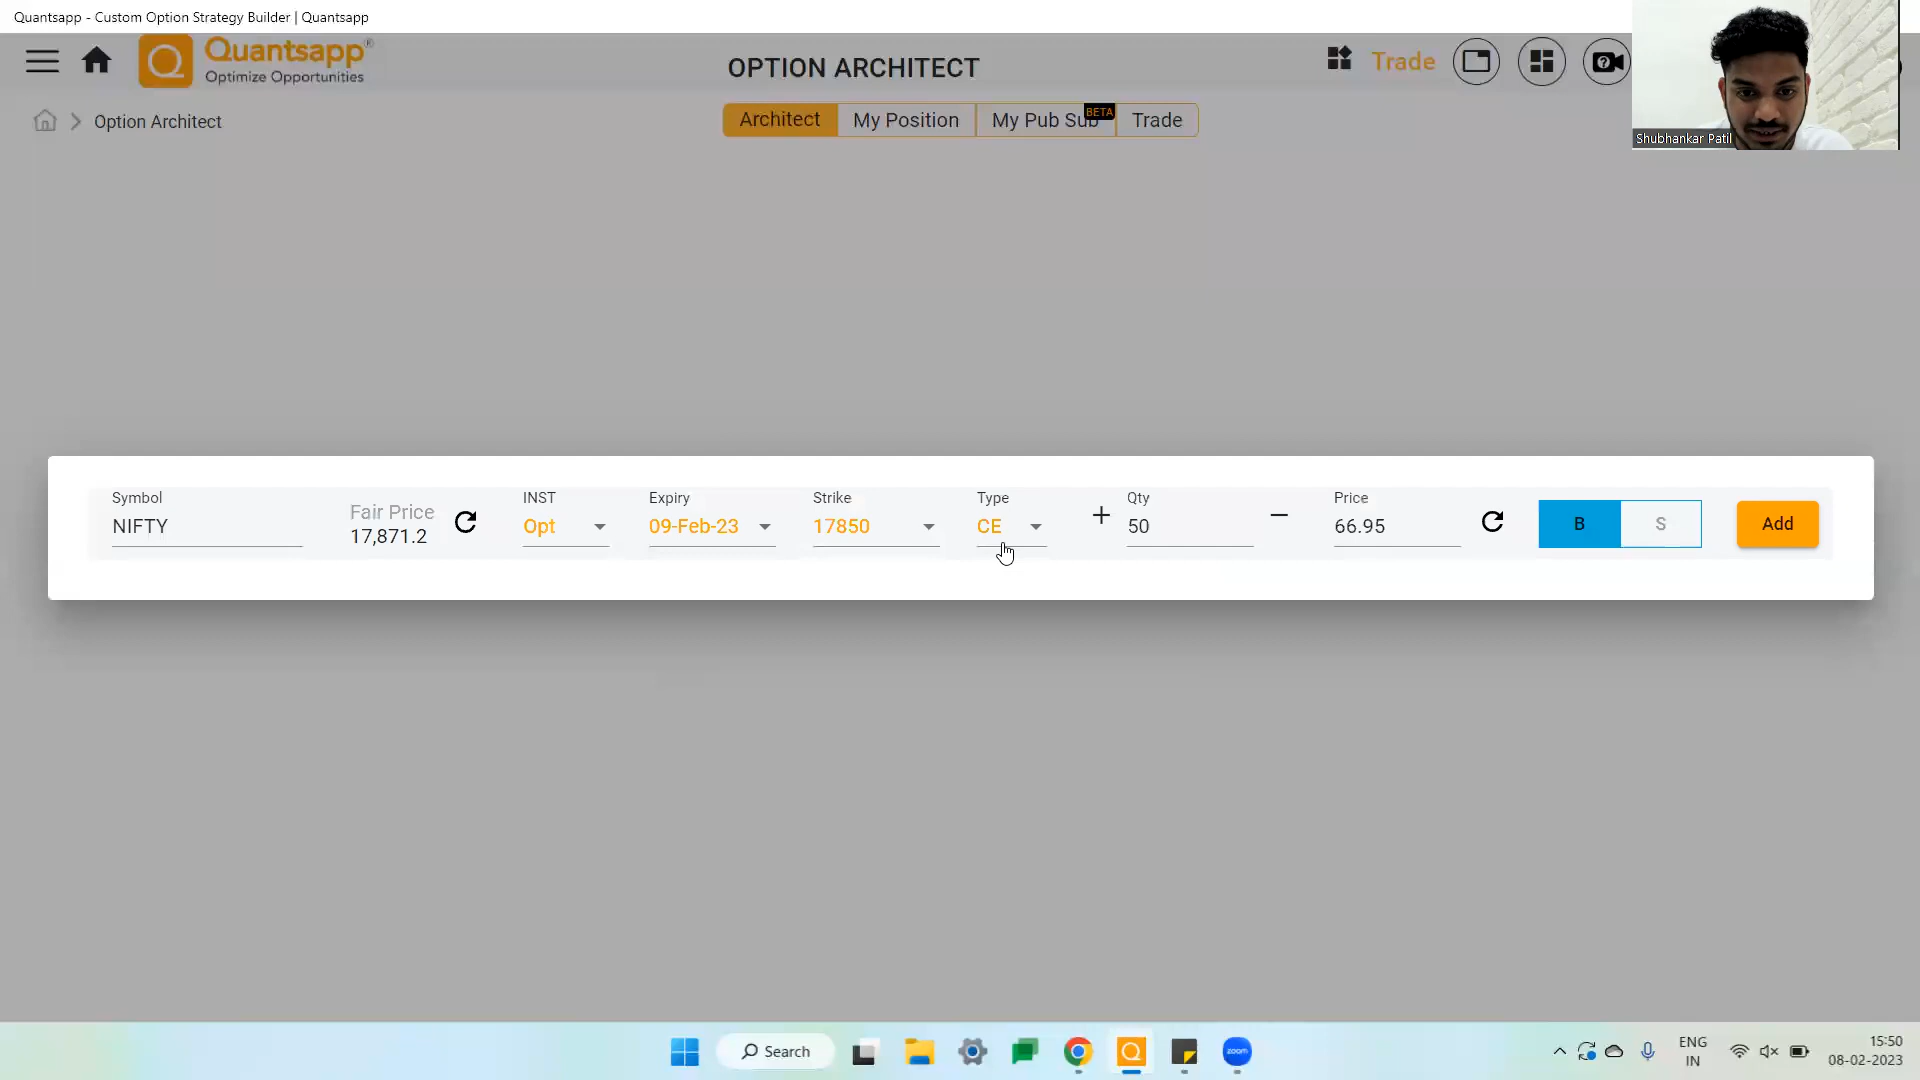 Quantsapp - Custom Option Strategy Builder | Quantsapp
Quantsapp®
Optimize Opportunities
OPTION ARCHITECT
Trade
Shubhankar Patil
Option Architect
Architect
My Position
My Pub Sub
BETA
Trade
Symbol
NIFTY
Fair Price
17,871.2
INST
Opt
Expiry
09-Feb-23
Strike
17850
Type
CE
Qty
50
Price
66.95
B
S
Add
Search
zoom
ENG
IN
15:50
08-02-2023